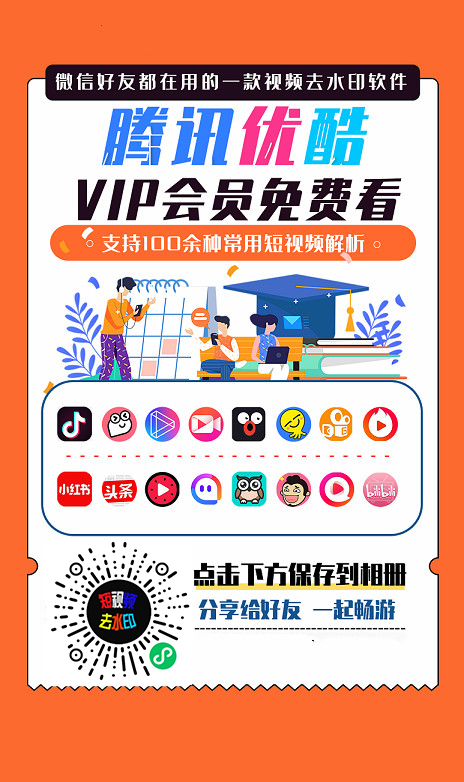 微信好友都在用的一款视频去水印软件
腾讯优酷
VIP会员免费看
支持100余种常用短视频解析
小红书 头条 bilibili
点击下方保存到相册
分享给好友 一起畅游
短视频
去水印